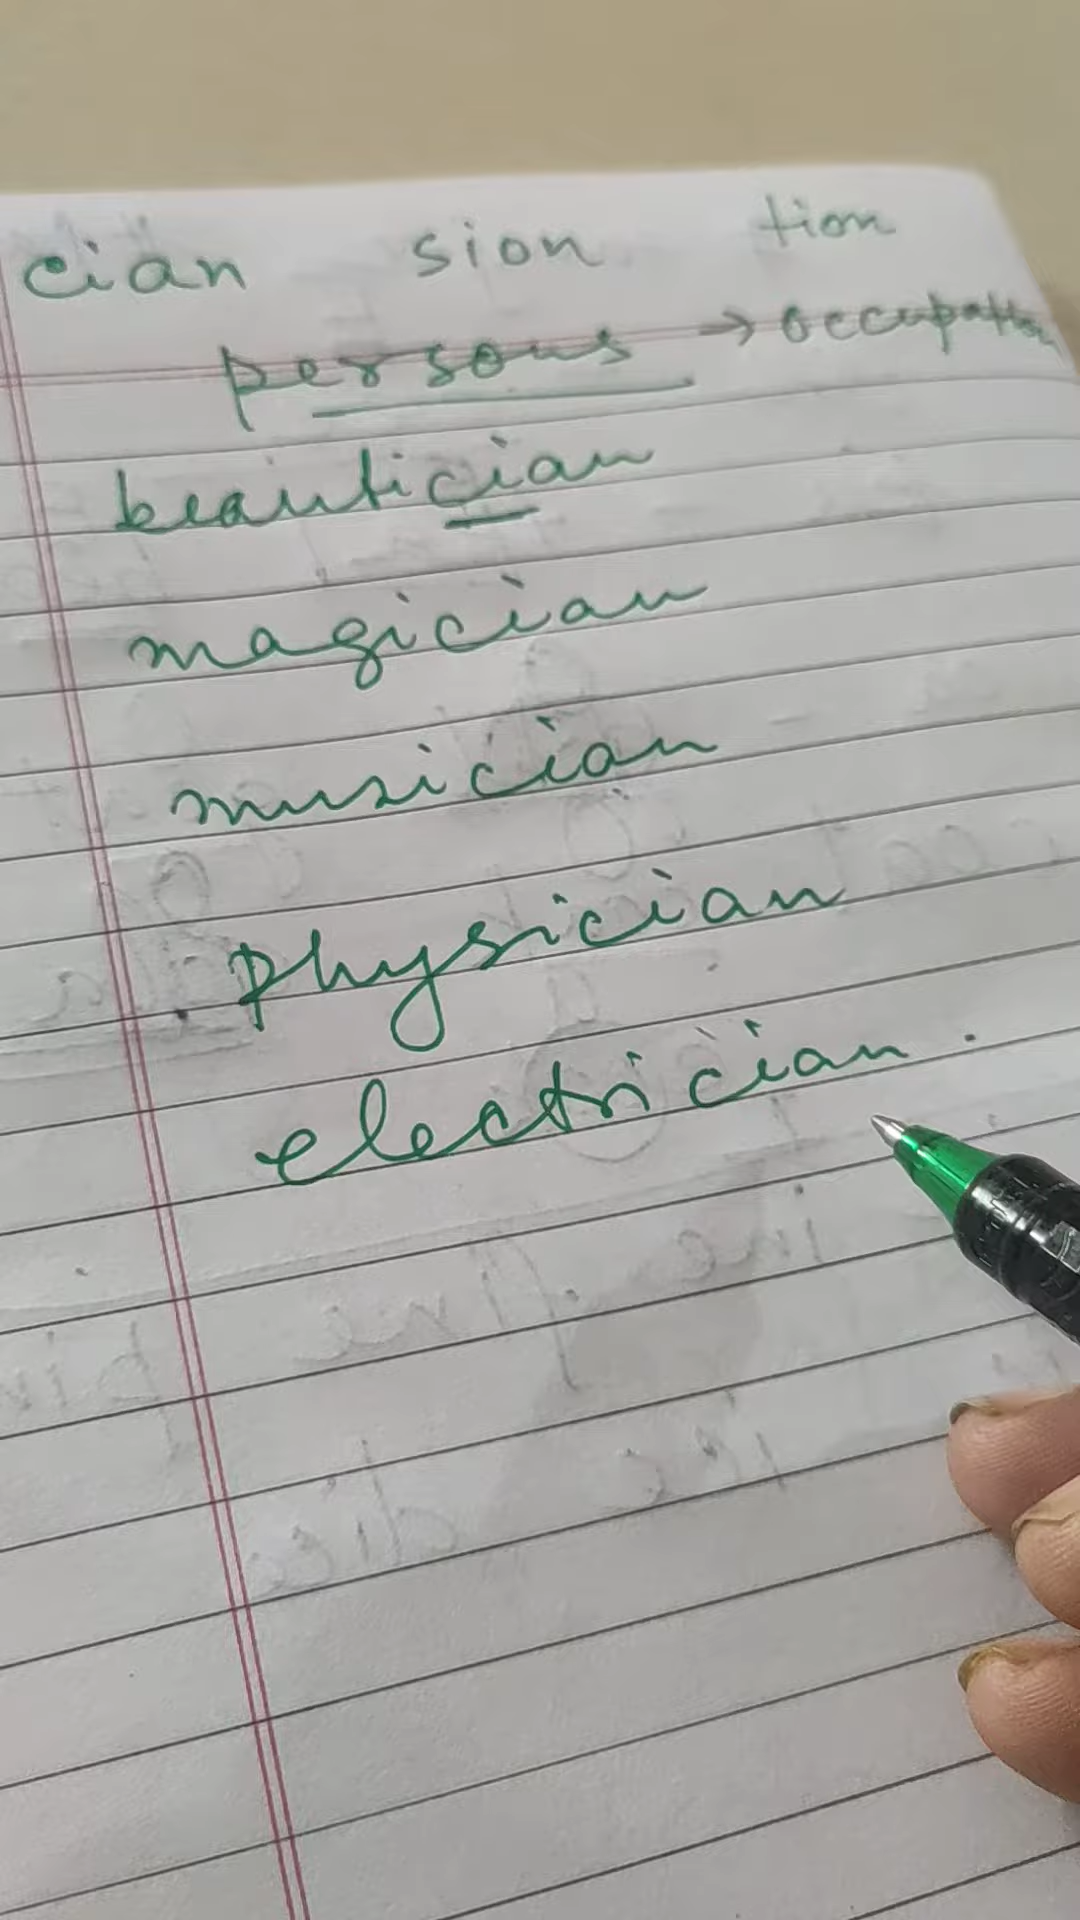 cian sion tion
persons → occupation
beautician
magician
musician
Physician
electrician.